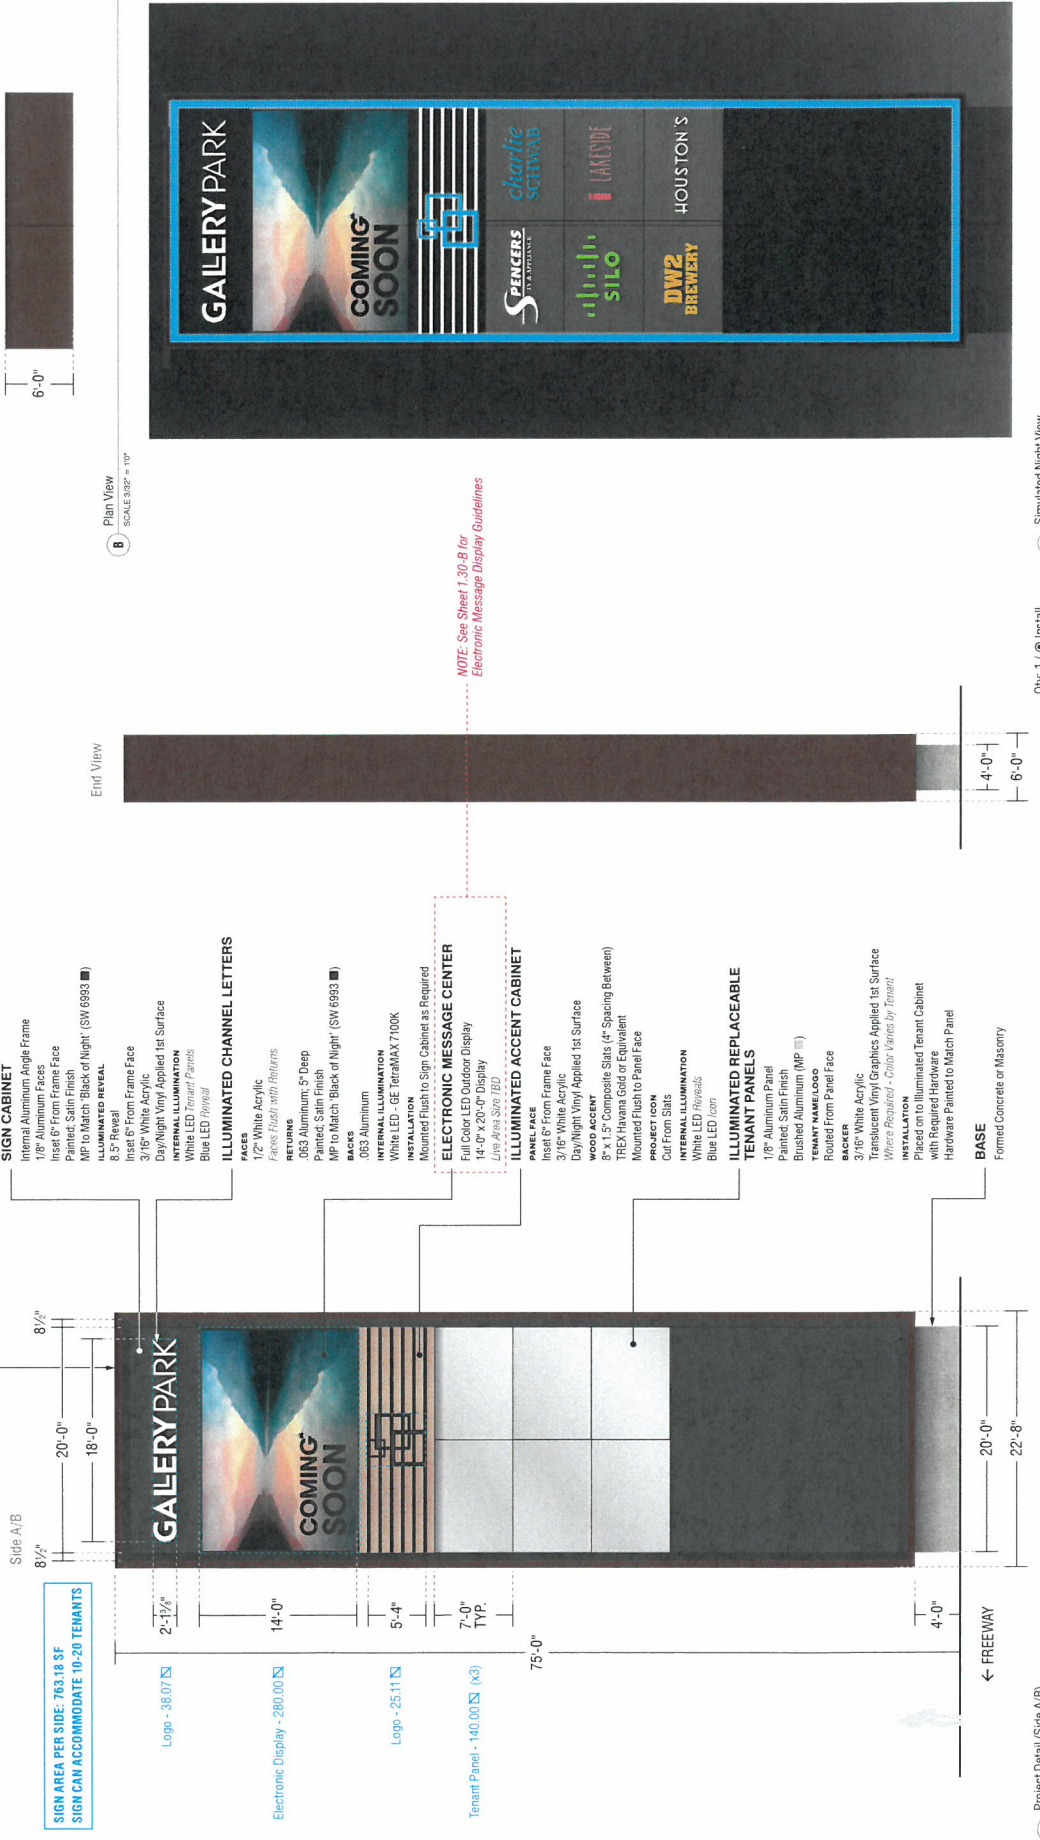 SIGN AREA PER SIDE: 763.18 SF
SIGN CAN ACCOMMODATE 10-20 TENANTS
Side A/B
8½"
20'-0"
8½"
18'-0"
Logo - 38.07
2'-1⅜"
Electronic Display - 280.00
14'-0"
Logo - 25.11
5'-4"
Tenant Panel - 140.00 (x3)
7'-0"
TYP.
75'-0"
4'-0"
← FREEWAY
20'-0"
22'-8"
GALLERY PARK
COMING
SOON
Project Detail (Side A/B)
SIGN CABINET
Internal Aluminum Angle Frame
1/8" Aluminum Faces
Inset 6" From Frame Face
Painted; Satin Finish
MP to Match 'Black of Night' (SW 6993 )
ILLUMINATED REVEAL
8.5" Reveal
Inset 6" From Frame Face
3/16" White Acrylic
Day/Night Vinyl Applied 1st Surface
INTERNAL ILLUMINATION
White LED Tenant Panels
Blue LED Reveal
ILLUMINATED CHANNEL LETTERS
FACES
1/2" White Acrylic
Faces Flush with Returns
RETURNS
.063 Aluminum; 5" Deep
Painted; Satin Finish
MP to Match 'Black of Night' (SW 6993 )
BACKS
.063 Aluminum
INTERNAL ILLUMINATION
White LED - GE TetraMAX 7100K
INSTALLATION
Mounted Flush to Sign Cabinet as Required
ELECTRONIC MESSAGE CENTER
Full Color LED Outdoor Display
14'-0" x 20'-0" Display
Live Area Size TBD
ILLUMINATED ACCENT CABINET
PANEL FACE
Inset 6" From Frame Face
3/16" White Acrylic
Day/Night Vinyl Applied 1st Surface
WOOD ACCENT
8" x 1.5" Composite Slats (4" Spacing Between)
TREX Havana Gold or Equivalent
Mounted Flush to Panel Face
PROJECT ICON
Cut From Slats
INTERNAL ILLUMINATION
White LED Reveals
Blue LED Icon
ILLUMINATED REPLACEABLE
TENANT PANELS
1/8" Aluminum Panel
Painted; Satin Finish
Brushed Aluminum (MP )
TENANT NAME/LOGO
Routed From Panel Face
BACKER
3/16" White Acrylic
Translucent Vinyl Graphics Applied 1st Surface
Where Required - Color Varies by Tenant
INSTALLATION
Placed on to Illuminated Tenant Cabinet
with Required Hardware
Hardware Painted to Match Panel
BASE
Formed Concrete or Masonry
NOTE: See Sheet 1.30-B for
Electronic Message Display Guidelines
End View
4'-0"
6'-0"
Qty: 1 / Install
6'-0"
B
Plan View
SCALE 3/32" = 1'0"
GALLERY PARK
COMING
SOON
SPENCERS
TV & APPLIANCE
charlie
SCHWAB
SILO
LAKESIDE
DW2
BREWERY
HOUSTON'S
Simulated Night View